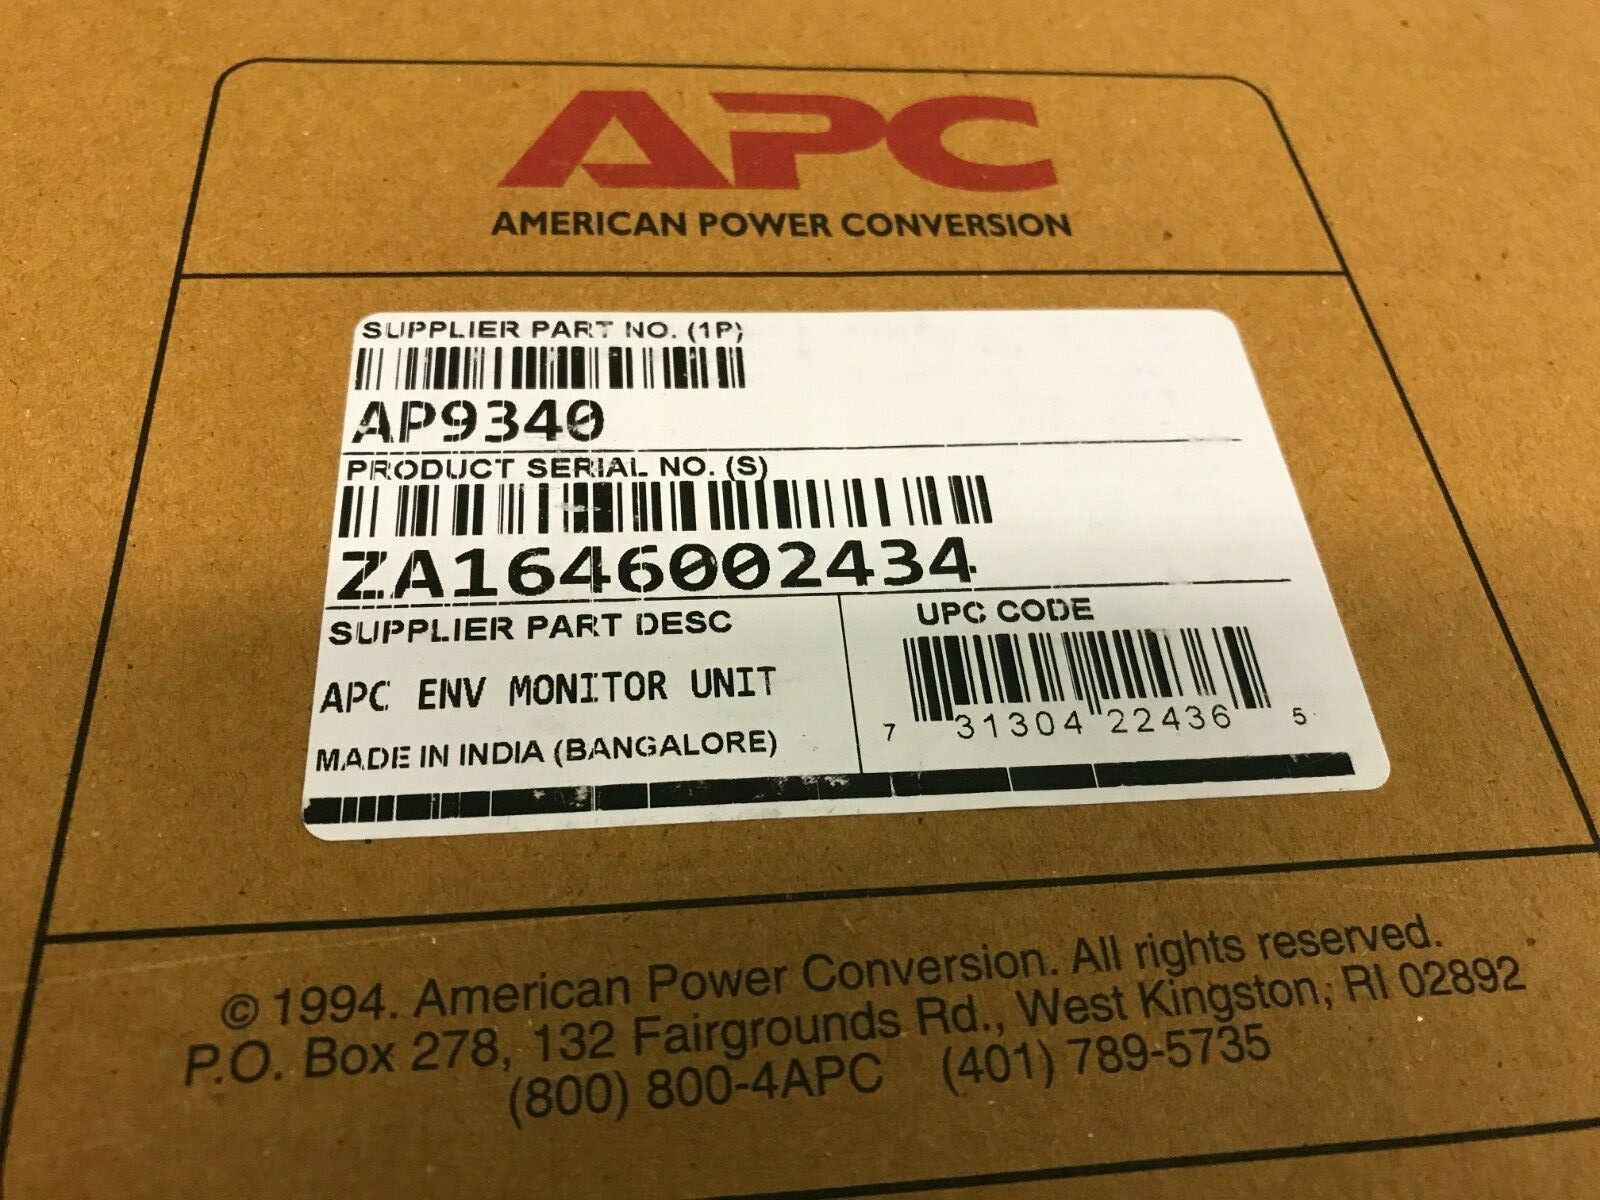 APC
AMERICAN POWER CONVERSION
SUPPLIER PART NO. (1P)
AP9340
PRODUCT SERIAL NO. (S)
ZA1646002434
SUPPLIER PART DESC
UPC CODE
APC ENV MONITOR UNIT
7 31304 22436 5
MADE IN INDIA (BANGALORE)
© 1994. American Power Conversion. All rights reserved.
P.O. Box 278, 132 Fairgrounds Rd., West Kingston, RI 02892
(800) 800-4APC (401) 789-5735